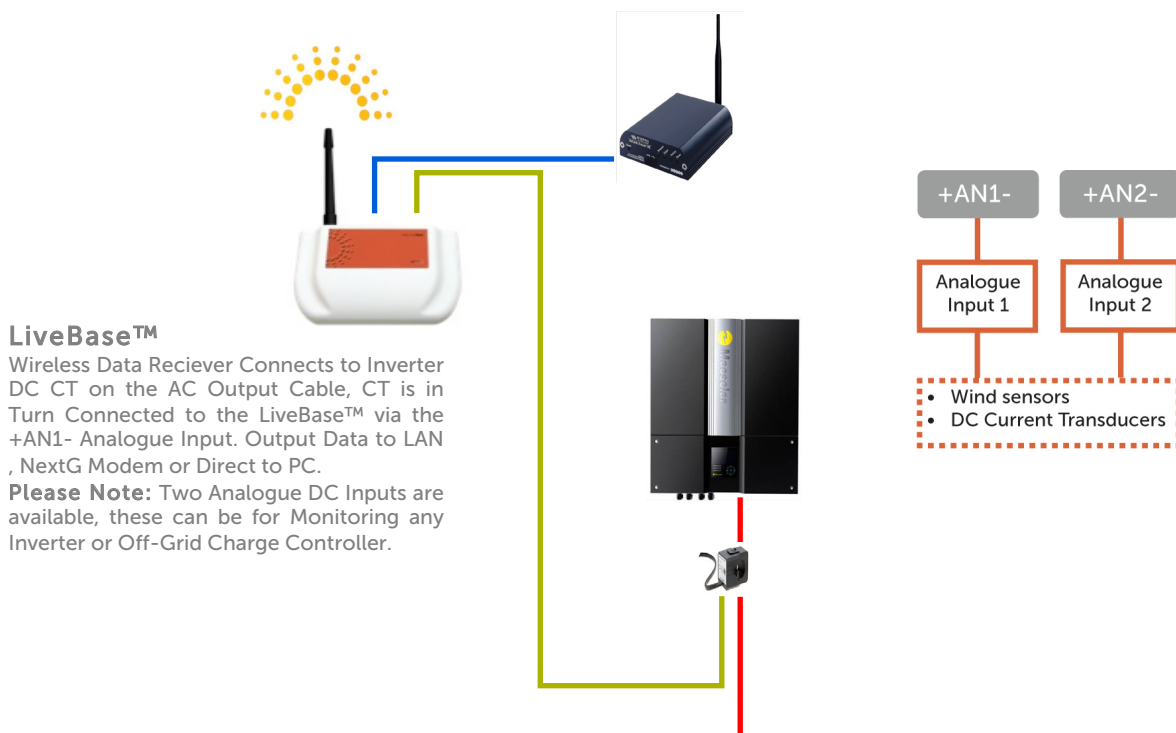 +AN1-
+AN2-
Analogue
Input 1
Analogue
Input 2
Wind sensors
DC Current Transducers
LiveBase™
Wireless Data Reciever Connects to Inverter
DC CT on the AC Output Cable, CT is in
Turn Connected to the LiveBase™ via the
+AN1- Analogue Input. Output Data to LAN
, NextG Modem or Direct to PC.
Please Note: Two Analogue DC Inputs are
available, these can be for Monitoring any
Inverter or Off-Grid Charge Controller.